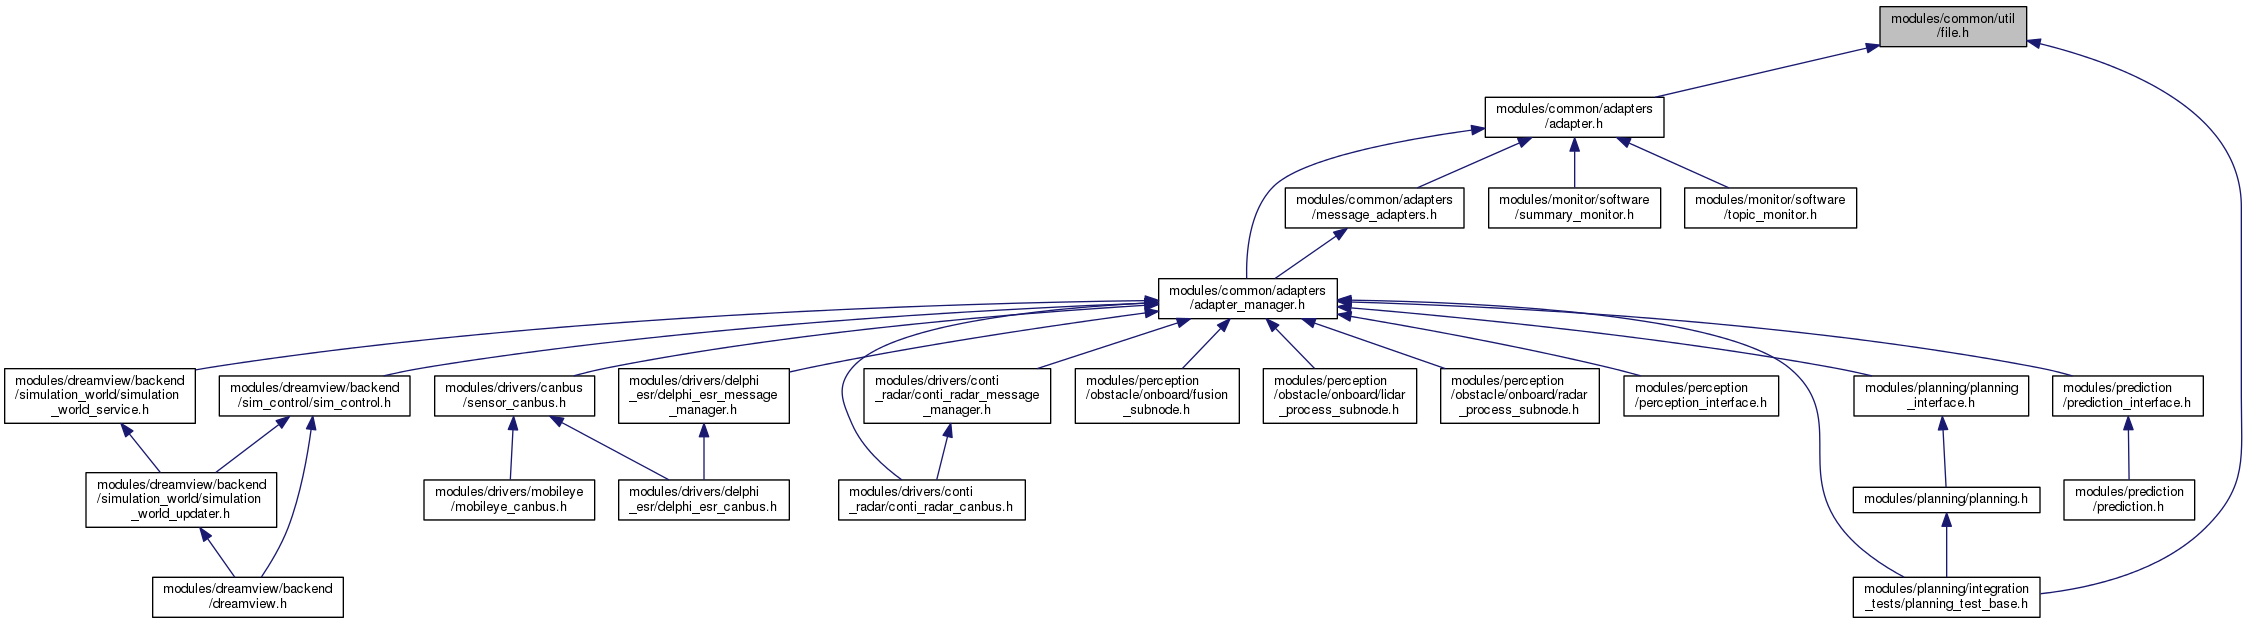 modules/common/util
/file.h
modules/common/adapters
/adapter.h
modules/common/adapters
/message_adapters.h
modules/monitor/software
/summary_monitor.h
modules/monitor/software
/topic_monitor.h
modules/common/adapters
/adapter_manager.h
modules/dreamview/backend
/simulation_world/simulation
_world_service.h
modules/dreamview/backend
/sim_control/sim_control.h
modules/drivers/canbus
/sensor_canbus.h
modules/drivers/delphi
_esr/delphi_esr_message
_manager.h
modules/drivers/conti
_radar/conti_radar_message
_manager.h
modules/perception
/obstacle/onboard/fusion
_subnode.h
modules/perception
/obstacle/onboard/lidar
_process_subnode.h
modules/perception
/obstacle/onboard/radar
_process_subnode.h
modules/perception
/perception_interface.h
modules/planning/planning
_interface.h
modules/prediction
/prediction_interface.h
modules/dreamview/backend
/simulation_world/simulation
_world_updater.h
modules/drivers/mobileye
/mobileye_canbus.h
modules/drivers/delphi
_esr/delphi_esr_canbus.h
modules/drivers/conti
_radar/conti_radar_canbus.h
modules/planning/planning.h
modules/prediction
/prediction.h
modules/dreamview/backend
/dreamview.h
modules/planning/integration
_tests/planning_test_base.h